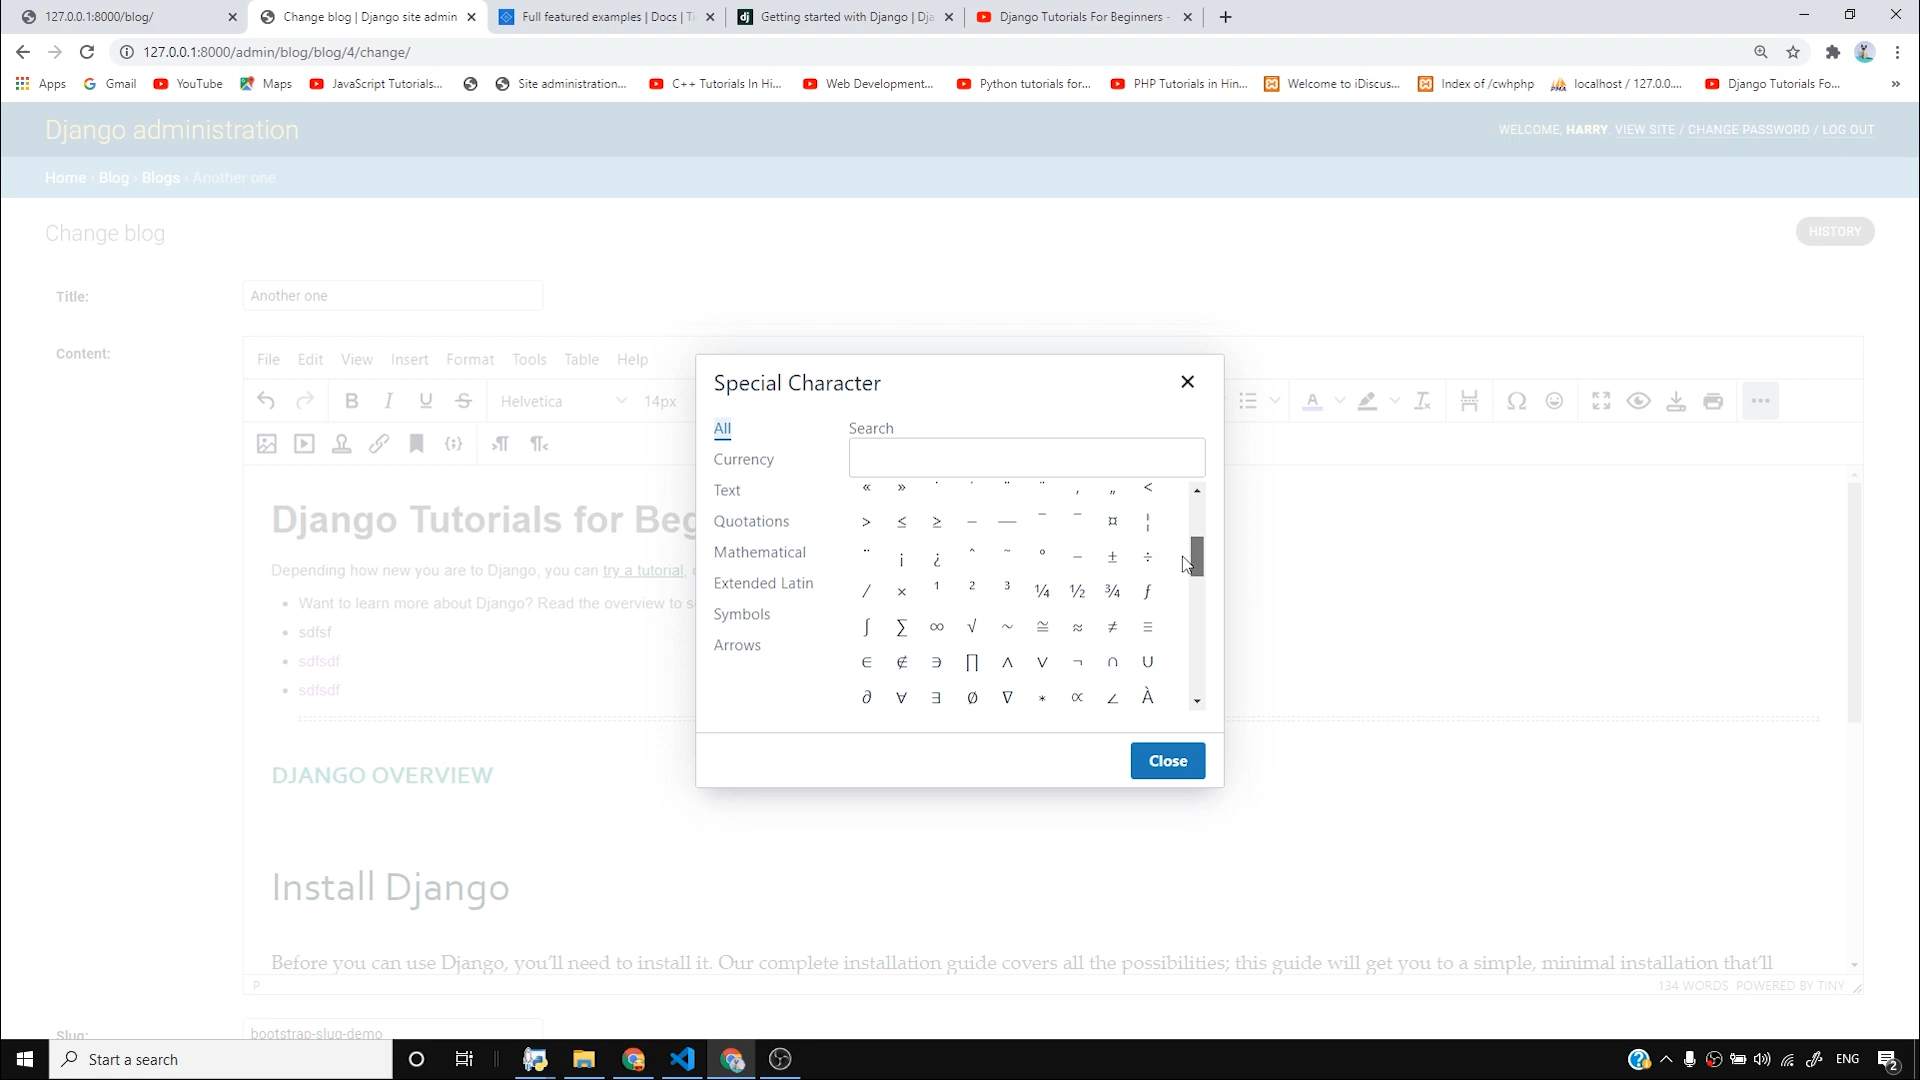 127.0.0.1:8000/blog/
Change blog | Django site admin
Full featured examples | Docs | Ti
Getting started with Django | Dja
Django Tutorials For Beginners -
127.0.0.1:8000/admin/blog/blog/4/change/
Apps
Gmail
YouTube
Maps
JavaScript Tutorials...
Site administration...
C++ Tutorials In Hi...
Web Development...
Python tutorials for...
PHP Tutorials in Hin...
Welcome to iDiscus...
Index of /cwhphp
localhost / 127.0.0....
Django Tutorials Fo...
»
Django administration
WELCOME, HARRY. VIEW SITE / CHANGE PASSWORD / LOG OUT
Home › Blog › Blogs › Another one
Change blog
HISTORY
Title:
Another one
Content:
File Edit View Insert Format Tools Table Help
B I U S Helvetica 14px
Django Tutorials for Beg
Depending how new you are to Django, you can try a tutorial,
• Want to learn more about Django? Read the overview to s
• sdfsf
• sdfsdf
• sdfsdf
DJANGO OVERVIEW
Install Django
Before you can use Django, you'll need to install it. Our complete installation guide covers all the possibilities; this guide will get you to a simple, minimal installation that'll
P
134 WORDS POWERED BY TINY
Slug:
bootstrap-slug-demo
Special Character
All
Currency
Text
Quotations
Mathematical
Extended Latin
Symbols
Arrows
Search
> ≤ ≥ – — ¯ ‾ ¤ ¦
¨ ¡ ¿ ˆ ˜ ° − ± ÷
⁄ × ¹ ² ³ ¼ ½ ¾ ƒ
∫ ∑ ∞ √ ∼ ≅ ≈ ≠ ≡
∈ ∉ ∋ ∏ ∧ ∨ ¬ ∩ ∪
∂ ∀ ∃ ∅ ∇ ∗ ∝ ∠ À
Close
Start a search
ENG
2